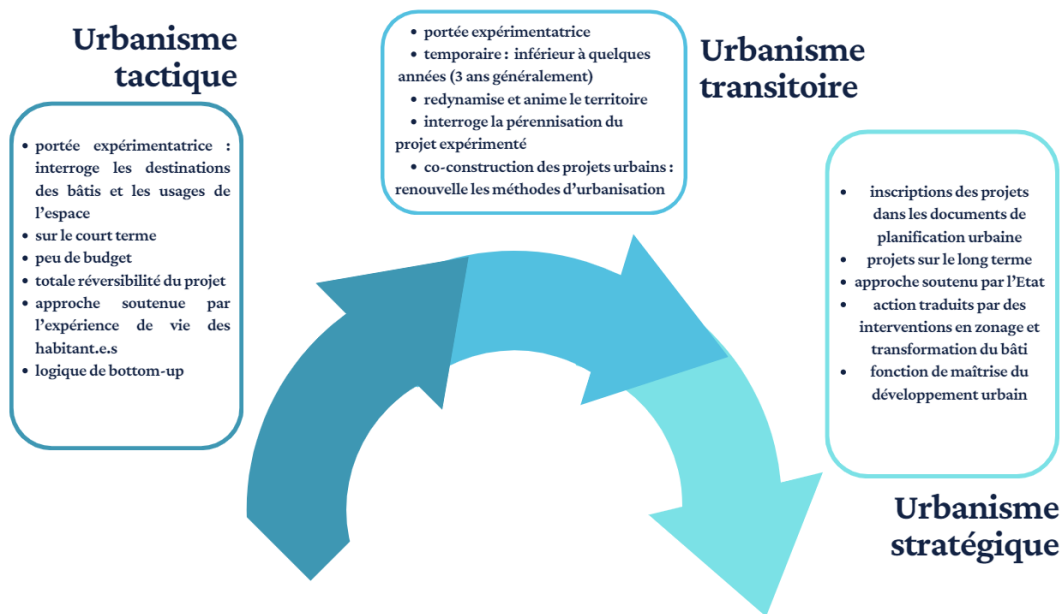 Urbanisme
tactique
• portée expérimentatrice :
interroge les destinations
des bâtis et les usages de
l'espace
• sur le court terme
• peu de budget
• totale réversibilité du projet
• approche soutenue par
l'expérience de vie des
habitant.e.s
• logique de bottom-up
• portée expérimentatrice
• temporaire : inférieur à quelques
années (3 ans généralement)
• redynamise et anime le territoire
• interroge la pérennisation du
projet expérimenté
• co-construction des projets urbains :
renouvelle les méthodes d'urbanisation
Urbanisme
transitoire
• inscriptions des projets
dans les documents de
planification urbaine
• projets sur le long terme
• approche soutenu par l'Etat
• action traduits par des
interventions en zonage et
transformation du bâti
• fonction de maîtrise du
développement urbain
Urbanisme
stratégique